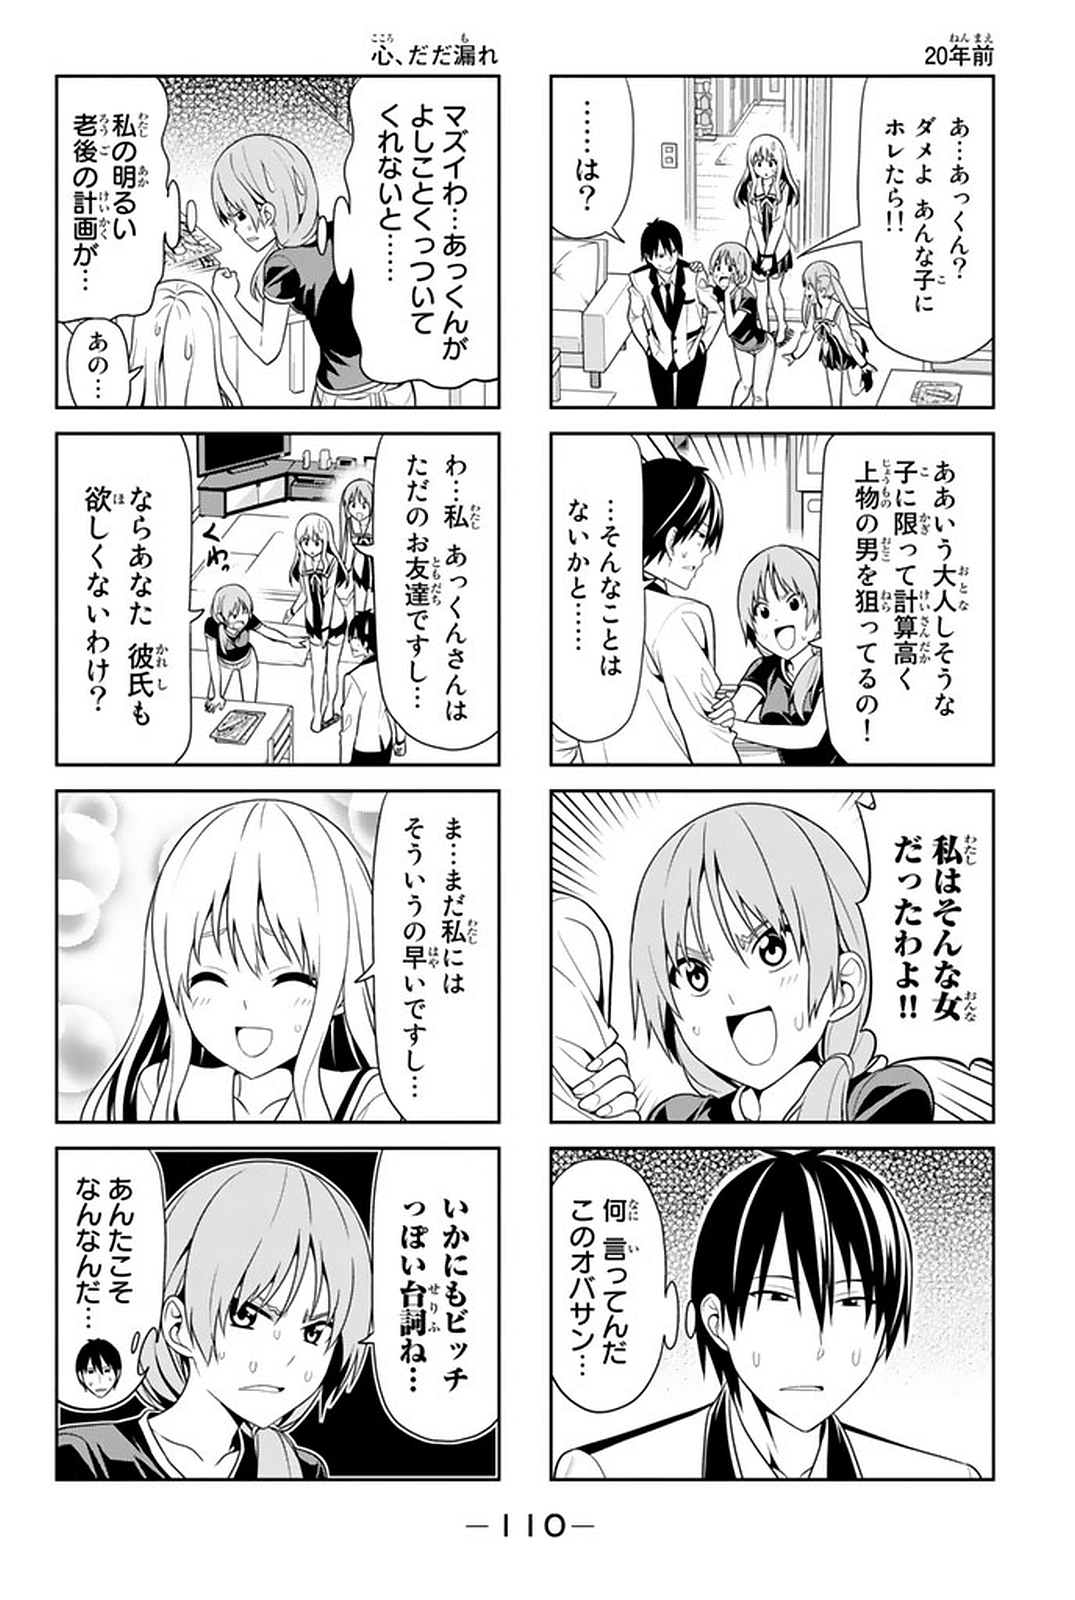 20年前
あ…あっくん?
ダメよ あんな子に
ホレたら!!
……は?
ああいう大人しそうな
子に限って計算高く
上物の男を狙ってるの!
…そんなことは
ないかと……
私はそんな女
だったわよ!!
何言ってんだ
このオバサン…
心、だだ漏れ
マズイわ…あっくんが
よしことくっついて
くれないと……
私の明るい
老後の計画が…
あの…
わ…私 あっくんさんは
ただのお友達ですし…
くわっ
ならあなた 彼氏も
欲しくないわけ?
ま…まだ私には
そういうの早いですし…
いかにもビッチ
っぽい台詞ね…
あんたこそ
なんなんだ…
—110—